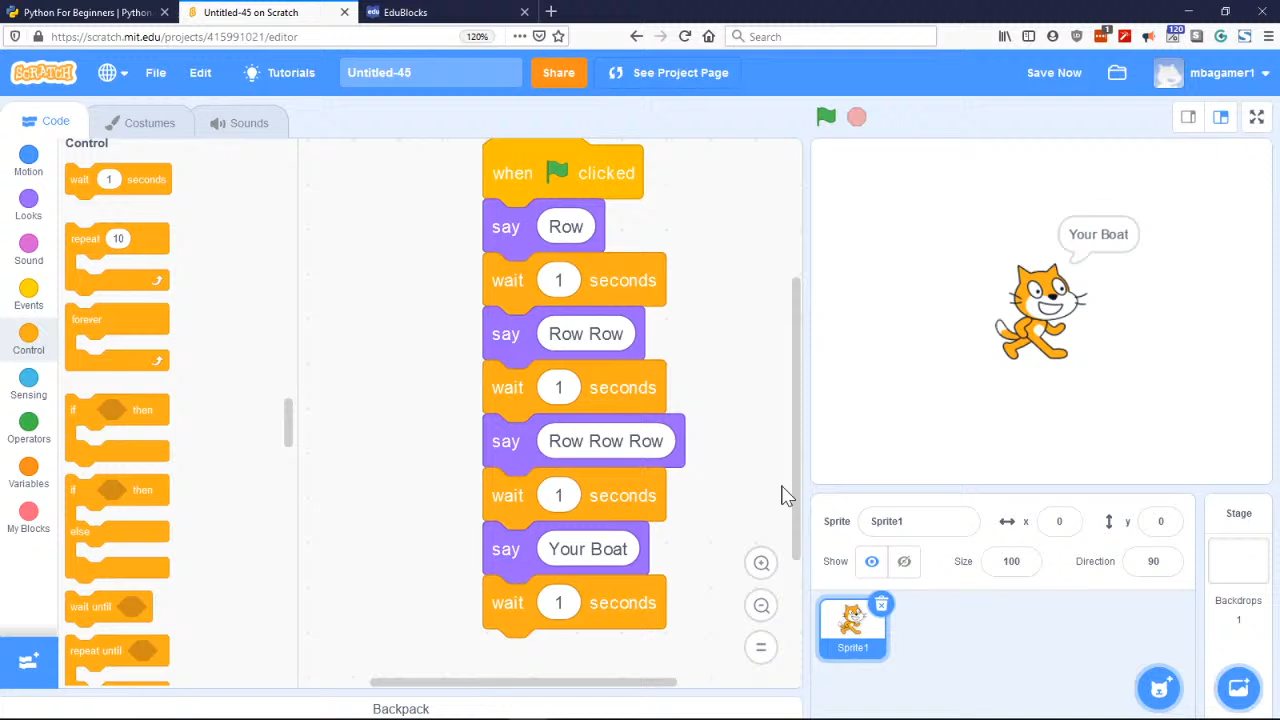 Python For Beginners | Python.
Untitled-45 on Scratch
EduBlocks
https://scratch.mit.edu/projects/415991021/editor
120%
Search
120
SCRATCH
File
Edit
Tutorials
Untitled-45
Share
See Project Page
Save Now
mbagamer1
Code
Costumes
Sounds
Motion
Looks
Sound
Events
Control
Sensing
Operators
Variables
My Blocks
Control
wait 1 seconds
repeat 10
forever
if then
if then
else
wait until
repeat until
when clicked
say Row
wait 1 seconds
say Row Row
wait 1 seconds
say Row Row Row
wait 1 seconds
say Your Boat
wait 1 seconds
Your Boat
Sprite Sprite1 x 0 y 0
Show Size 100 Direction 90
Sprite1
Stage
Backdrops
1
Backpack